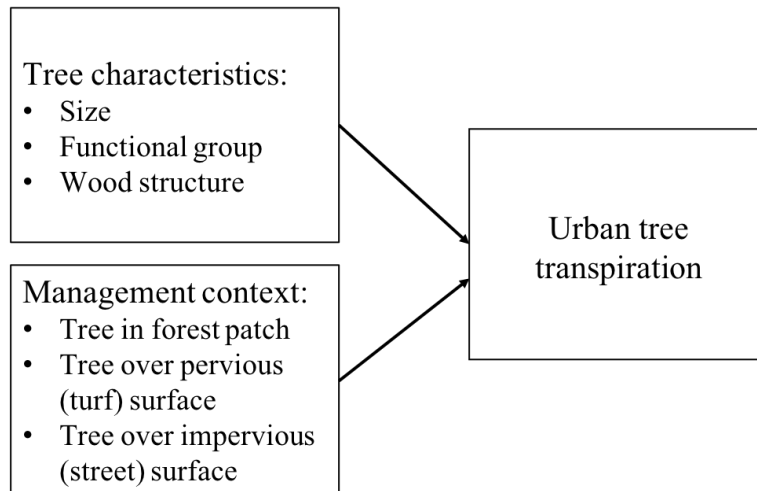 Tree characteristics:
• Size
• Functional group
• Wood structure
Management context:
• Tree in forest patch
• Tree over pervious
(turf) surface
• Tree over impervious
(street) surface
Urban tree
transpiration